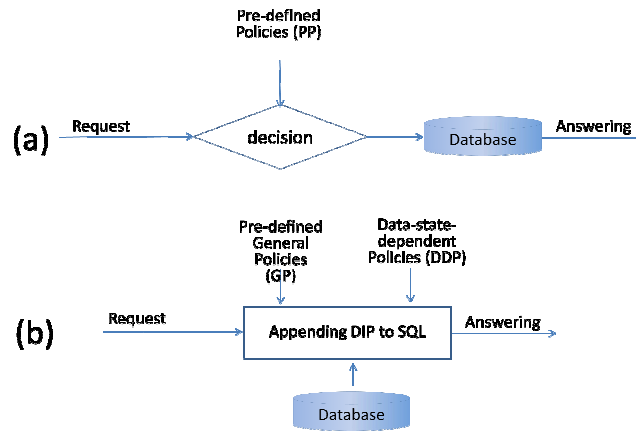 Pre-defined
Policies (PP)
(a)
Request
decision
Database
Answering
Pre-defined
General
Policies
(GP)
Data-state-
dependent
Policies (DDP)
(b)
Request
Appending DIP to SQL
Answering
Database